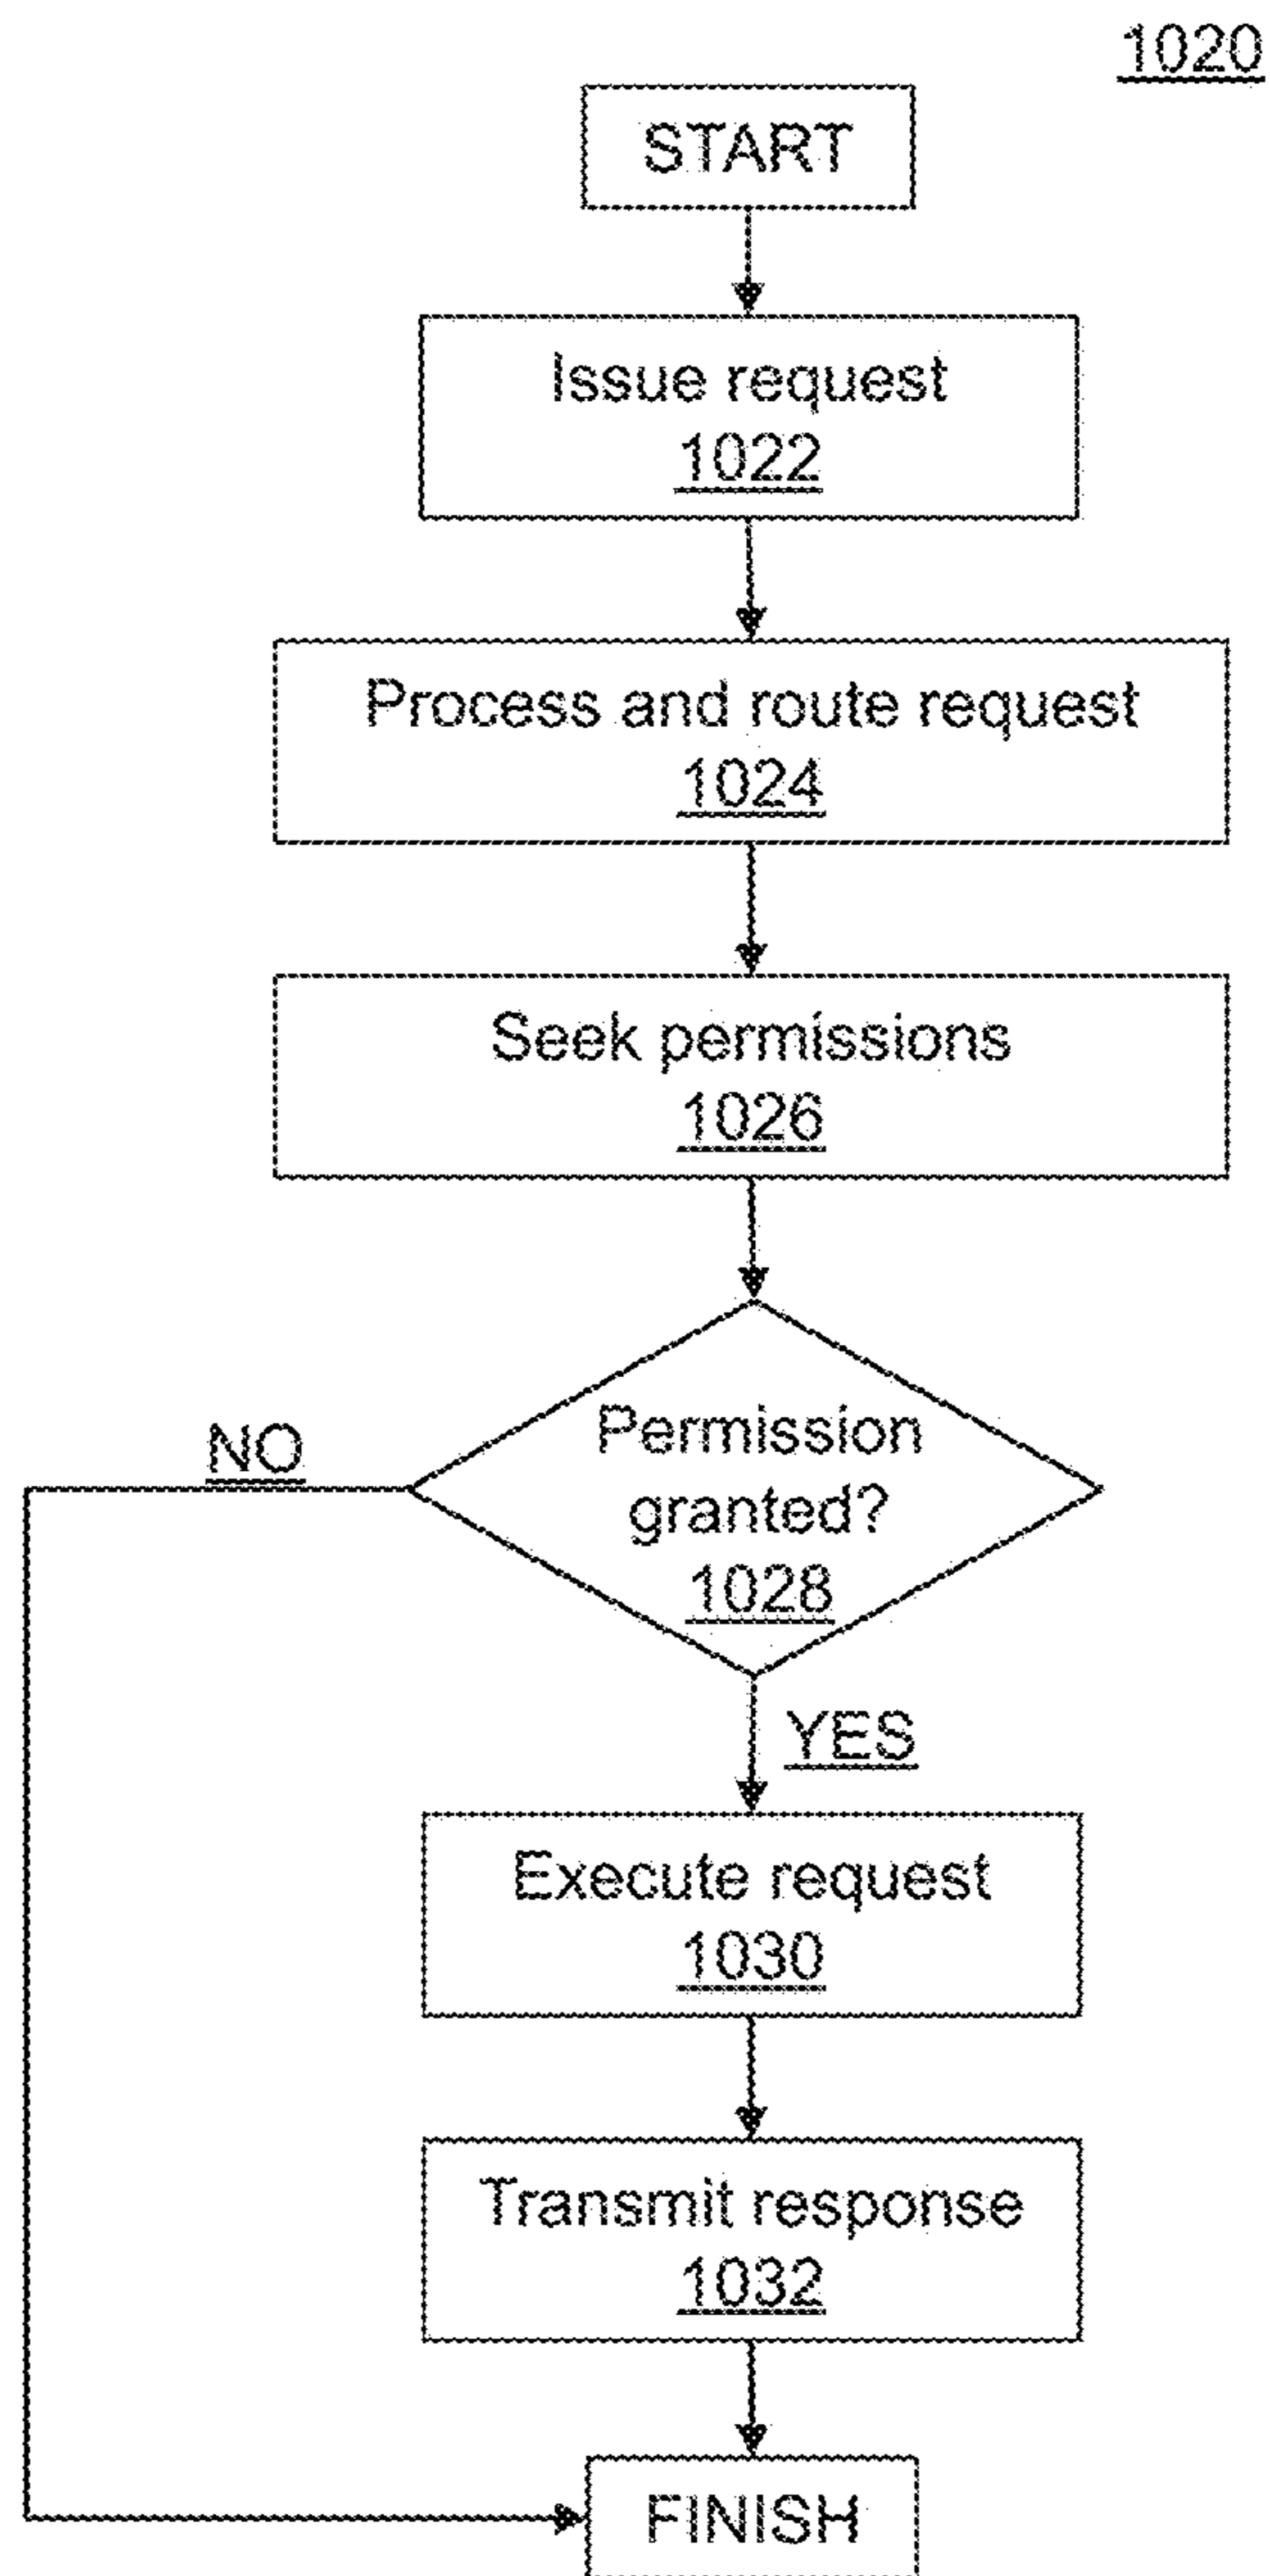 1020
START
Issue request
1022
Process and route request
1024
Seek permissions
1026
Permission
granted?
1028
NO
YES
Execute request
1030
Transmit response
1032
FINISH